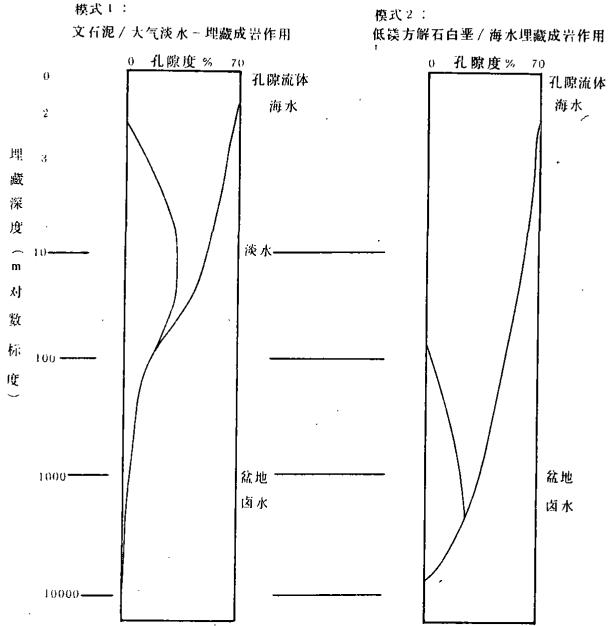 模式1：
文石泥/大气淡水-埋藏成岩作用
0 孔隙度% 70
孔隙流体
海水
淡水
盆地
卤水
模式2：
低镁方解石白垩/海水埋藏成岩作用
0 孔隙度% 70
孔隙流体
海水
盆地
卤水
埋藏深度(m对数标度)
0
2
3
10
100
1000
10000